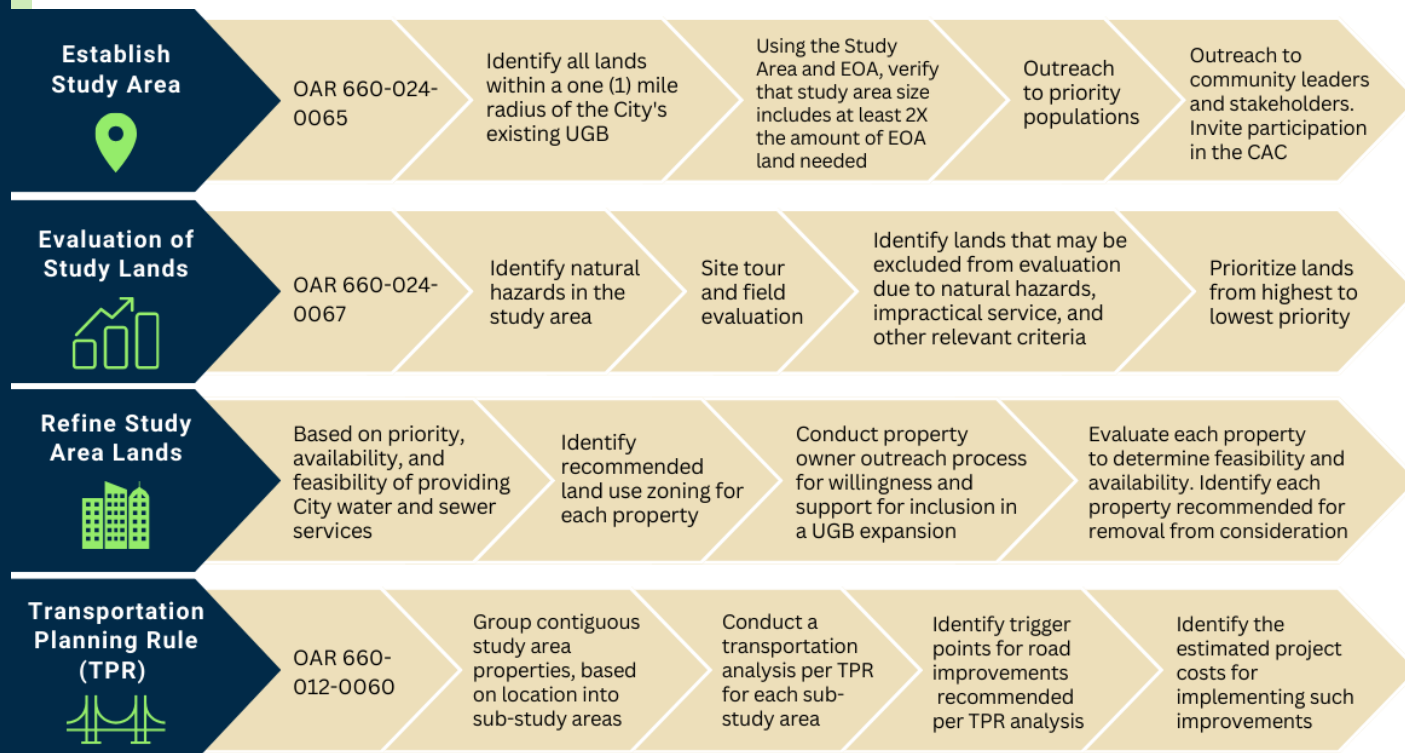 Establish
Study Area
OAR 660-024-
0065
Identify all lands
within a one (1) mile
radius of the City's
existing UGB
Using the Study
Area and EOA, verify
that study area size
includes at least 2X
the amount of EOA
land needed
Outreach
to priority
populations
Outreach to
community leaders
and stakeholders.
Invite participation
in the CAC
Evaluation of
Study Lands
OAR 660-024-
0067
Identify natural
hazards in the
study area
Site tour
and field
evaluation
Identify lands that may be
excluded from evaluation
due to natural hazards,
impractical service, and
other relevant criteria
Prioritize lands
from highest to
lowest priority
Refine Study
Area Lands
Based on priority,
availability, and
feasibility of providing
City water and sewer
services
Identify
recommended
land use zoning for
each property
Conduct property
owner outreach process
for willingness and
support for inclusion in
a UGB expansion
Evaluate each property
to determine feasibility and
availability. Identify each
property recommended for
removal from consideration
Transportation
Planning Rule
(TPR)
OAR 660-
012-0060
Group contiguous
study area
properties, based
on location into
sub-study areas
Conduct a
transportation
analysis per TPR
for each sub-
study area
Identify trigger
points for road
improvements
recommended
per TPR analysis
Identify the
estimated project
costs for
implementing such
improvements